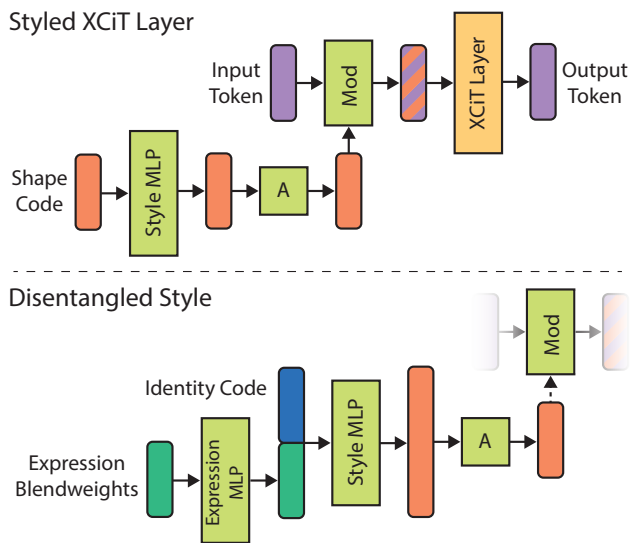 Styled XCiT Layer
Input
Token
Mod
XCiT Layer
Output
Token
Shape
Code
Style MLP
A
Disentangled Style
Mod
Identity Code
Style MLP
A
Expression
Blendweights
Expression
MLP